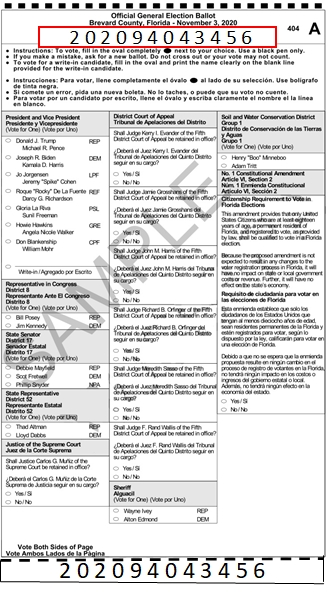 Official General Election Ballot
Brevard County, Florida - November 3, 2020
202094043456
404 A
• Instructions: To vote, fill in the oval completely next to your choice. Use a black pen only.
• If you make a mistake, ask for a new ballot. Do not cross out or your vote may not count.
• To vote for a write-in candidate, fill in the oval and print the name clearly on the blank line
provided for the write-in candidate.
• Instrucciones: Para votar, llene completamente el óvalo al lado de su selección. Use bolígrafo
de tinta negra.
• Si comete un error, pida una nueva boleta. No lo taches, o puede que su voto no cuente.
• Para votar por un candidato por escrito, llene el óvalo y escriba claramente el nombre el la línea
en blanco.
President and Vice President
Presidente y Vicepresidente
(Vote for One) (Vote por Uno)
Donald J. Trump REP
Michael R. Pence
Joseph R. Biden DEM
Kamala D. Harris
Jo Jorgensen LPF
Jeremy "Spike" Cohen
Roque "Rocky" De La Fuente REF
Darcy G. Richardson
Gloria La Riva PSL
Sunil Freeman
Howie Hawkins GRE
Angela Nicole Walker
Don Blankenship CPF
William Mohr
Write-in / Agregado por Escrito
Representative in Congress
District 8
Representante Ante El Congreso
Distrito 8
(Vote for One) (Vote por Uno)
Bill Posey REP
Jim Kennedy DEM
State Senator
District 17
Senador Estatal
Distrito 17
(Vote for One) (Vote por Uno)
Debbie Mayfield REP
Scot Fretwell DEM
Phillip Snyder NPA
State Representative
District 52
Representante Estatal
Distrito 52
(Vote for One) (Vote por Uno)
Thad Altman REP
Lloyd Dabbs DEM
Justice of the Supreme Court
Juez de la Corte Suprema
Shall Justice Carlos G. Muñiz of the
Supreme Court be retained in office?
¿Deberá el Carlos G. Muñiz de la Corte
Suprema de Justicia seguir en su cargo?
Yes / Si
No / No
Vote Both Sides of Page
Vote Ambos Lados de la Página
District Court of Appeal
Tribunal de Apelaciones del Distrito
Shall Judge Kerry I. Evander of the Fifth
District Court of Appeal be retained in office?
¿Deberá el Juez Kerry I. Evander del Tribunal
de Apelaciones del Quinto Distrito seguir en
su cargo?
Yes / Si
No / No
Shall Judge Jamie Grosshans of the Fifth
District Court of Appeal be retained in office?
¿Deberá el Juez Jamie Grosshans del Tribunal
de Apelaciones del Quinto Distrito seguir en
su cargo?
Yes / Si
No / No
Shall Judge John M. Harris of the Fifth
District Court of Appeal be retained in office?
¿Deberá el Juez John M. Harris del Tribunal
de Apelaciones del Quinto Distrito seguir en
su cargo?
Yes / Si
No / No
Shall Judge Richard B. Orfinger of the Fifth
District Court of Appeal be retained in office?
¿Deberá el Juez Richard B. Orfinger del
Tribunal de Apelaciones del Quinto Distrito
seguir en su cargo?
Yes / Si
No / No
Shall Judge Meredith Sasso of the Fifth
District Court of Appeal be retained in office?
¿Deberá el Juez Meredith Sasso del Tribunal
de Apelaciones del Quinto Distrito seguir en
su cargo?
Yes / Si
No / No
Shall Judge F. Rand Wallis of the Fifth
District Court of Appeal be retained in office?
¿Deberá el Juez F. Rand Wallis del Tribunal
de Apelaciones del Quinto Distrito seguir en
su cargo?
Yes / Si
No / No
Sheriff
Alguacil
(Vote for One) (Vote por Uno)
Wayne Ivey REP
Alton Edmond DEM
Soil and Water Conservation District
Group 1
Distrito de Conservación de las Tierras
y Aguas
Grupo 1
(Vote for One) (Vote por Uno)
Henry "Boo" Minneboo
Adam Tritt
No. 1 Constitutional Amendment
Article VI, Section 2
Núm. 1 Enmienda Constitucional
Artículo VI, Sección 2
Citizenship Requirement to Vote in
Florida Elections
This amendment provides that only United
States Citizens who are at least eighteen
years of age, a permanent resident of
Florida, and registered to vote, as provided by
law, shall be qualified to vote in a Florida
election.
Because the proposed amendment is not
expected to result in any changes to the
voter registration process in Florida, it will
have no impact on state or local government
costs or revenue. Further, it will have no
effect on the state's economy.
Requisito de ciudadanía para votar en
las elecciones de Florida
Esta enmienda establece que solo los
ciudadanos de los Estados Unidos que
tengan al menos dieciocho años de edad,
sean residentes permanentes de la Florida y
estén registrados para votar, según lo
dispuesto por la ley, calificarán para votar en
una elección de Florida.
Debido a que no se espera que la enmienda
propuesta resulte en ningún cambio en el
proceso de registro de votantes en la Florida,
no tendrá ningún impacto en los costos e
ingresos del gobierno estatal o local.
Además, no tendrá ningún efecto en la
economía del estado.
Yes / Si
No / No
SAMPLE
202094043456